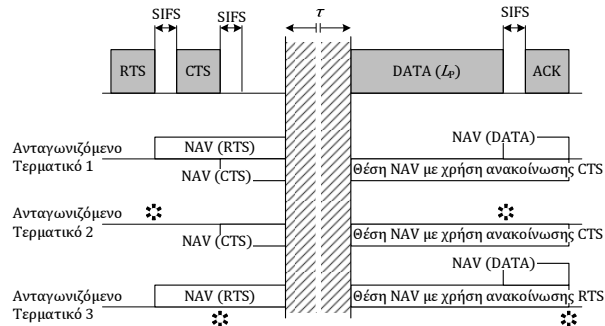 SIFS SIFS τ SIFS
RTS CTS DATA (LP) ACK
NAV (DATA)
Ανταγωνιζόμενο
Τερματικό 1
NAV (RTS)
NAV (CTS)
Θέση NAV με χρήση ανακοίνωσης CTS
Ανταγωνιζόμενο
Τερματικό 2
NAV (CTS)
Θέση NAV με χρήση ανακοίνωσης CTS
NAV (DATA)
Ανταγωνιζόμενο
Τερματικό 3
NAV (RTS)
Θέση NAV με χρήση ανακοίνωσης RTS